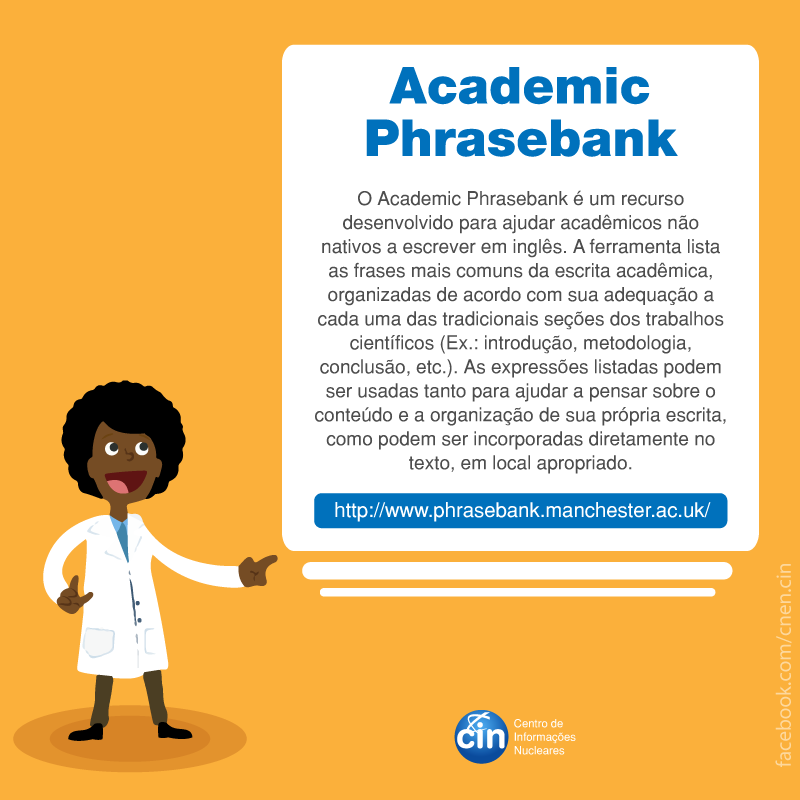 Academic
Phrasebank
O Academic Phrasebank é um recurso
desenvolvido para ajudar acadêmicos não
nativos a escrever em inglês. A ferramenta lista
as frases mais comuns da escrita acadêmica,
organizadas de acordo com sua adequação a
cada uma das tradicionais seções dos trabalhos
científicos (Ex.: introdução, metodologia,
conclusão, etc.). As expressões listadas podem
ser usadas tanto para ajudar a pensar sobre o
conteúdo e a organização de sua própria escrita,
como podem ser incorporadas diretamente no
texto, em local apropriado.
http://www.phrasebank.manchester.ac.uk/
facebook.com/cnen.cin
cin
Centro de
Informações
Nucleares